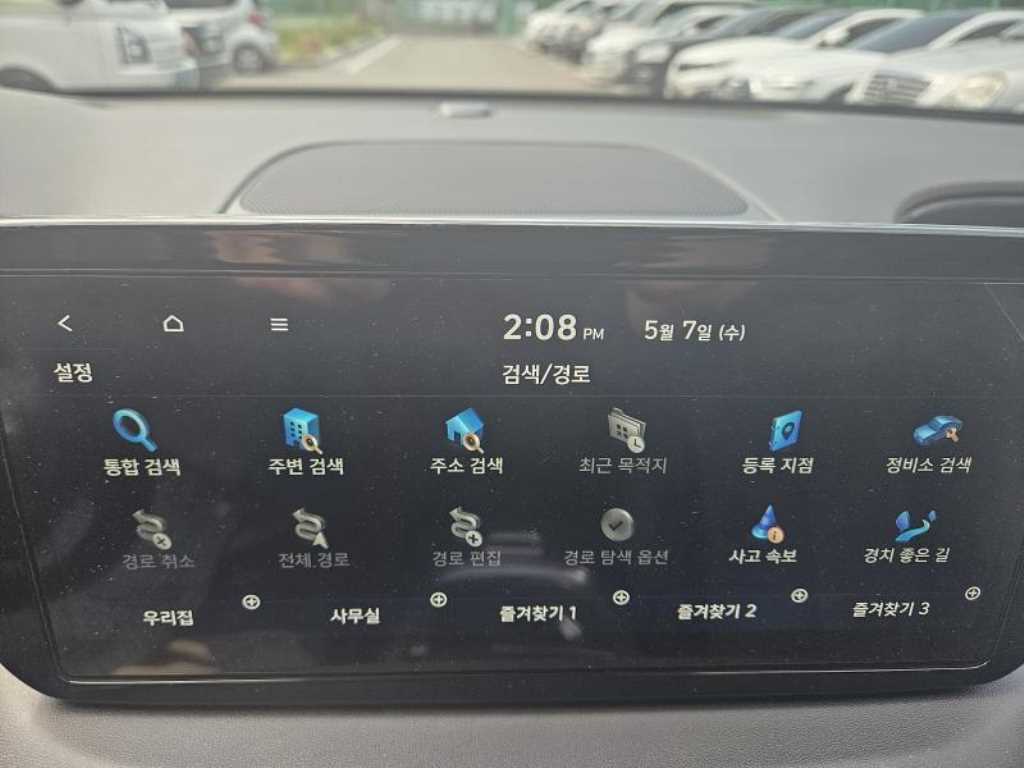 2:08 PM 5월 7일 (수)
설정 검색/경로
통합 검색 주변 검색 주소 검색 최근 목적지 등록 지점 정비소 검색
경로 취소 전체 경로 경로 편집 경로 탐색 옵션 사고 속보 경치 좋은 길
우리집 사무실 즐겨찾기 1 즐겨찾기 2 즐겨찾기 3